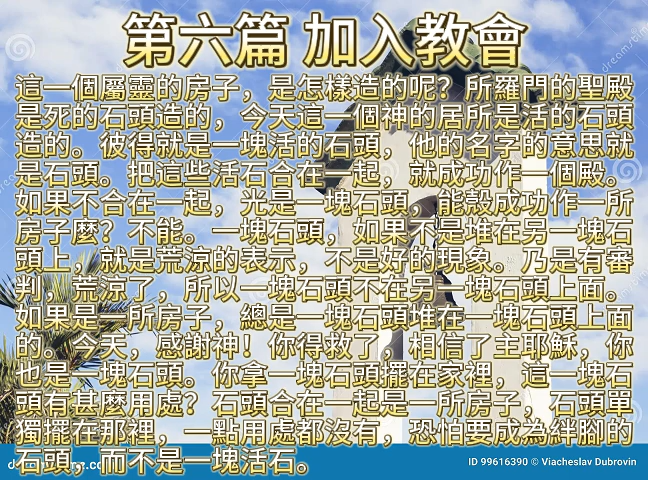 第六篇 加入教會
這一個屬靈的房子，是怎樣造的呢？所羅門的聖殿
是死的石頭造的，今天這一個神的居所是活的石頭
造的。彼得就是一塊活的石頭，他的名字的意思就
是石頭。把這些活石合在一起，就成功作一個殿。
如果不合在一起，光是一塊石頭，能彀成功作一所
房子麼？不能。一塊石頭，如果不是堆在另一塊石
頭上，就是荒涼的表示，不是好的現象。乃是有審
判，荒涼了，所以一塊石頭不在另一塊石頭上面。
如果是一所房子，總是一塊石頭堆在一塊石頭上面
的。今天，感謝神！你得救了，相信了主耶穌，你
也是一塊石頭。你拿一塊石頭擺在家裡，這一塊石
頭有甚麼用處？石頭合在一起是一所房子，石頭單
獨擺在那裡，一點用處都沒有，恐怕要成為絆腳的
石頭，而不是一塊活石。
ID 99616390 © Viacheslav Dubrovin